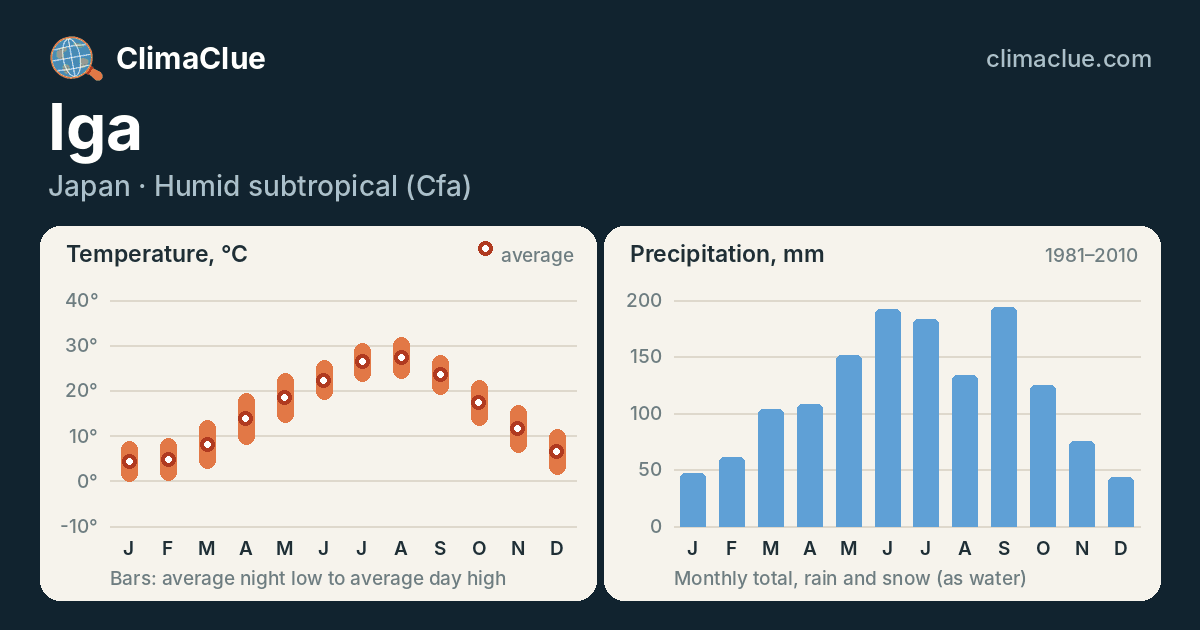 ClimaClue
climaclue.com
Iga
Japan · Humid subtropical (Cfa)
Temperature, °C
average
40°
30°
20°
10°
0°
-10°
J F M A M J J A S O N D
Bars: average night low to average day high
Precipitation, mm
1981–2010
200
150
100
50
0
J F M A M J J A S O N D
Monthly total, rain and snow (as water)